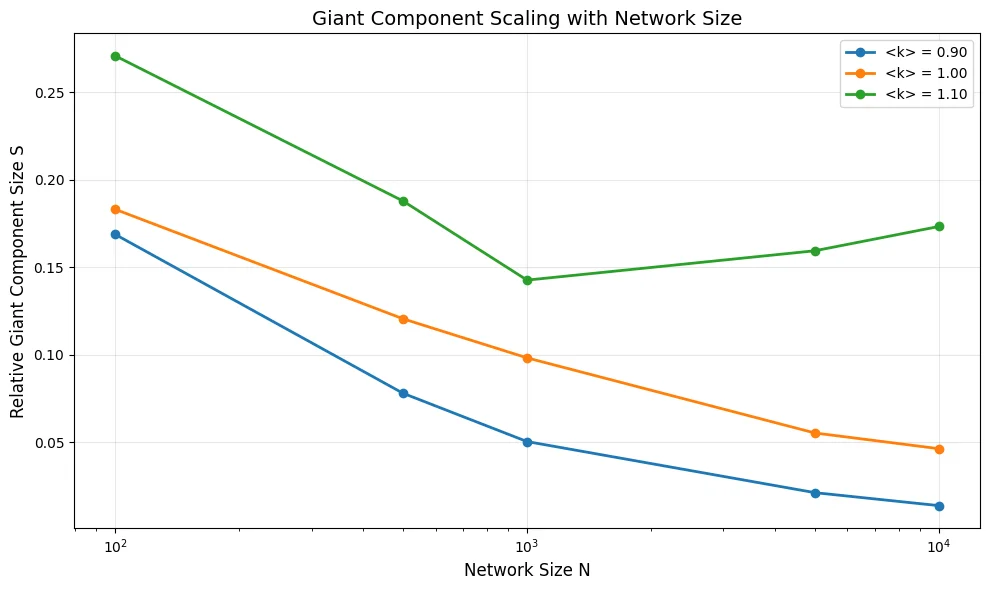 Giant Component Scaling with Network Size
<k> = 0.90
<k> = 1.00
<k> = 1.10
Relative Giant Component Size S
0.25
0.20
0.15
0.10
0.05
10²
10³
10⁴
Network Size N